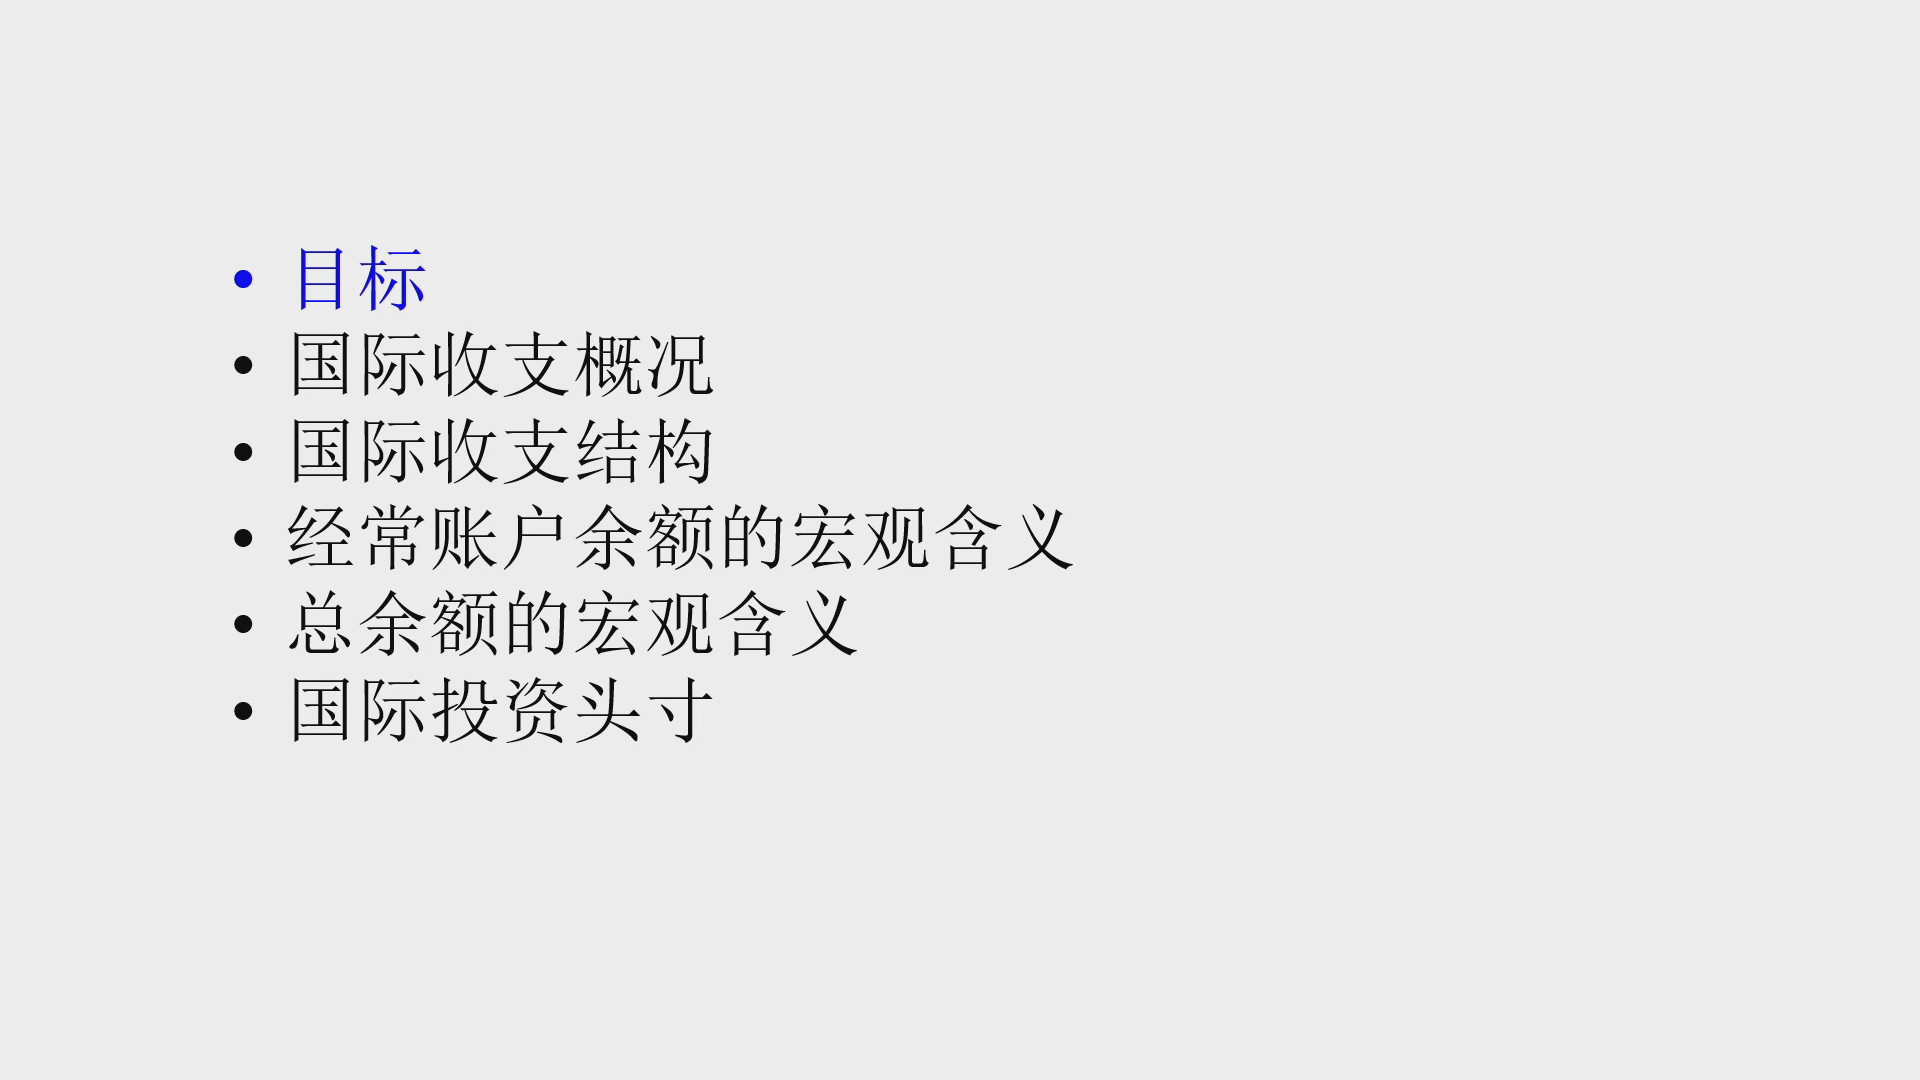 • 目标
• 国际收支概况
• 国际收支结构
• 经常账户余额的宏观含义
• 总余额的宏观含义
• 国际投资头寸